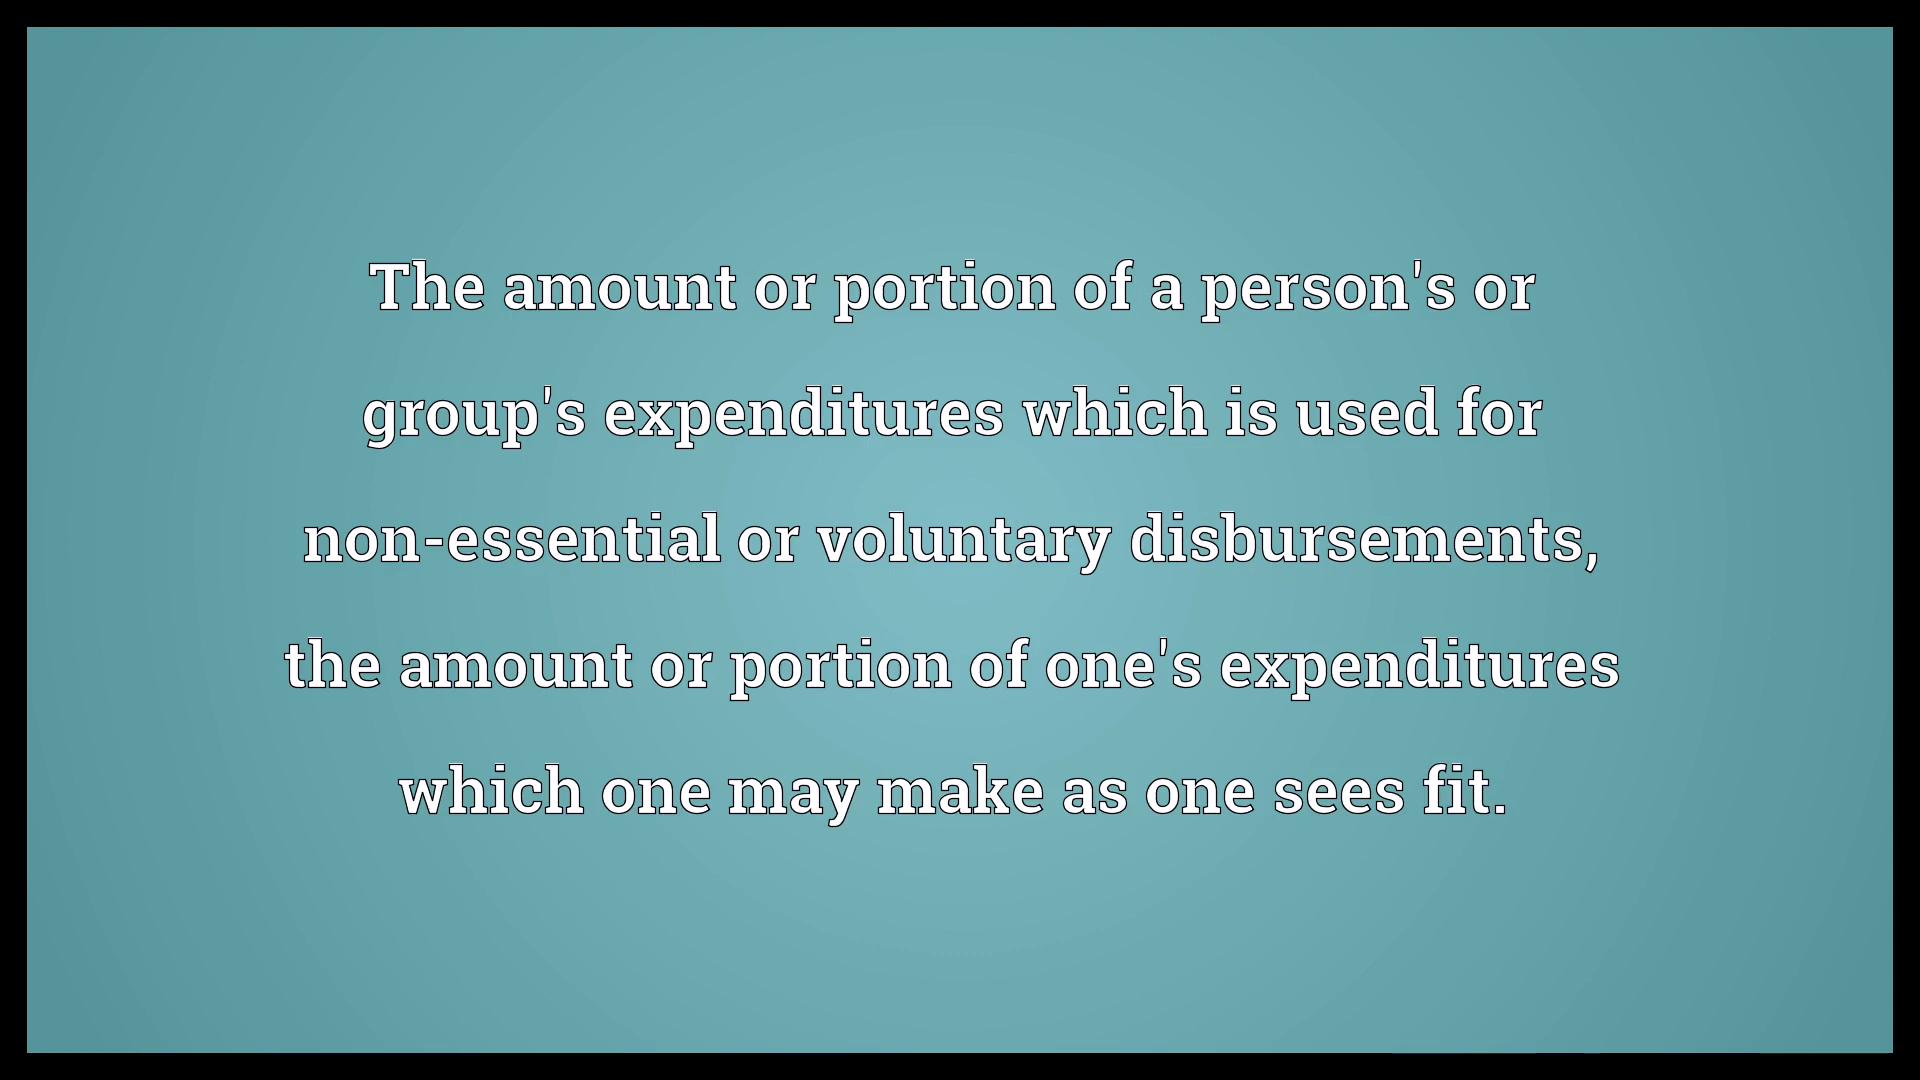 The amount or portion of a person's or
group's expenditures which is used for
non-essential or voluntary disbursements,
the amount or portion of one's expenditures
which one may make as one sees fit.